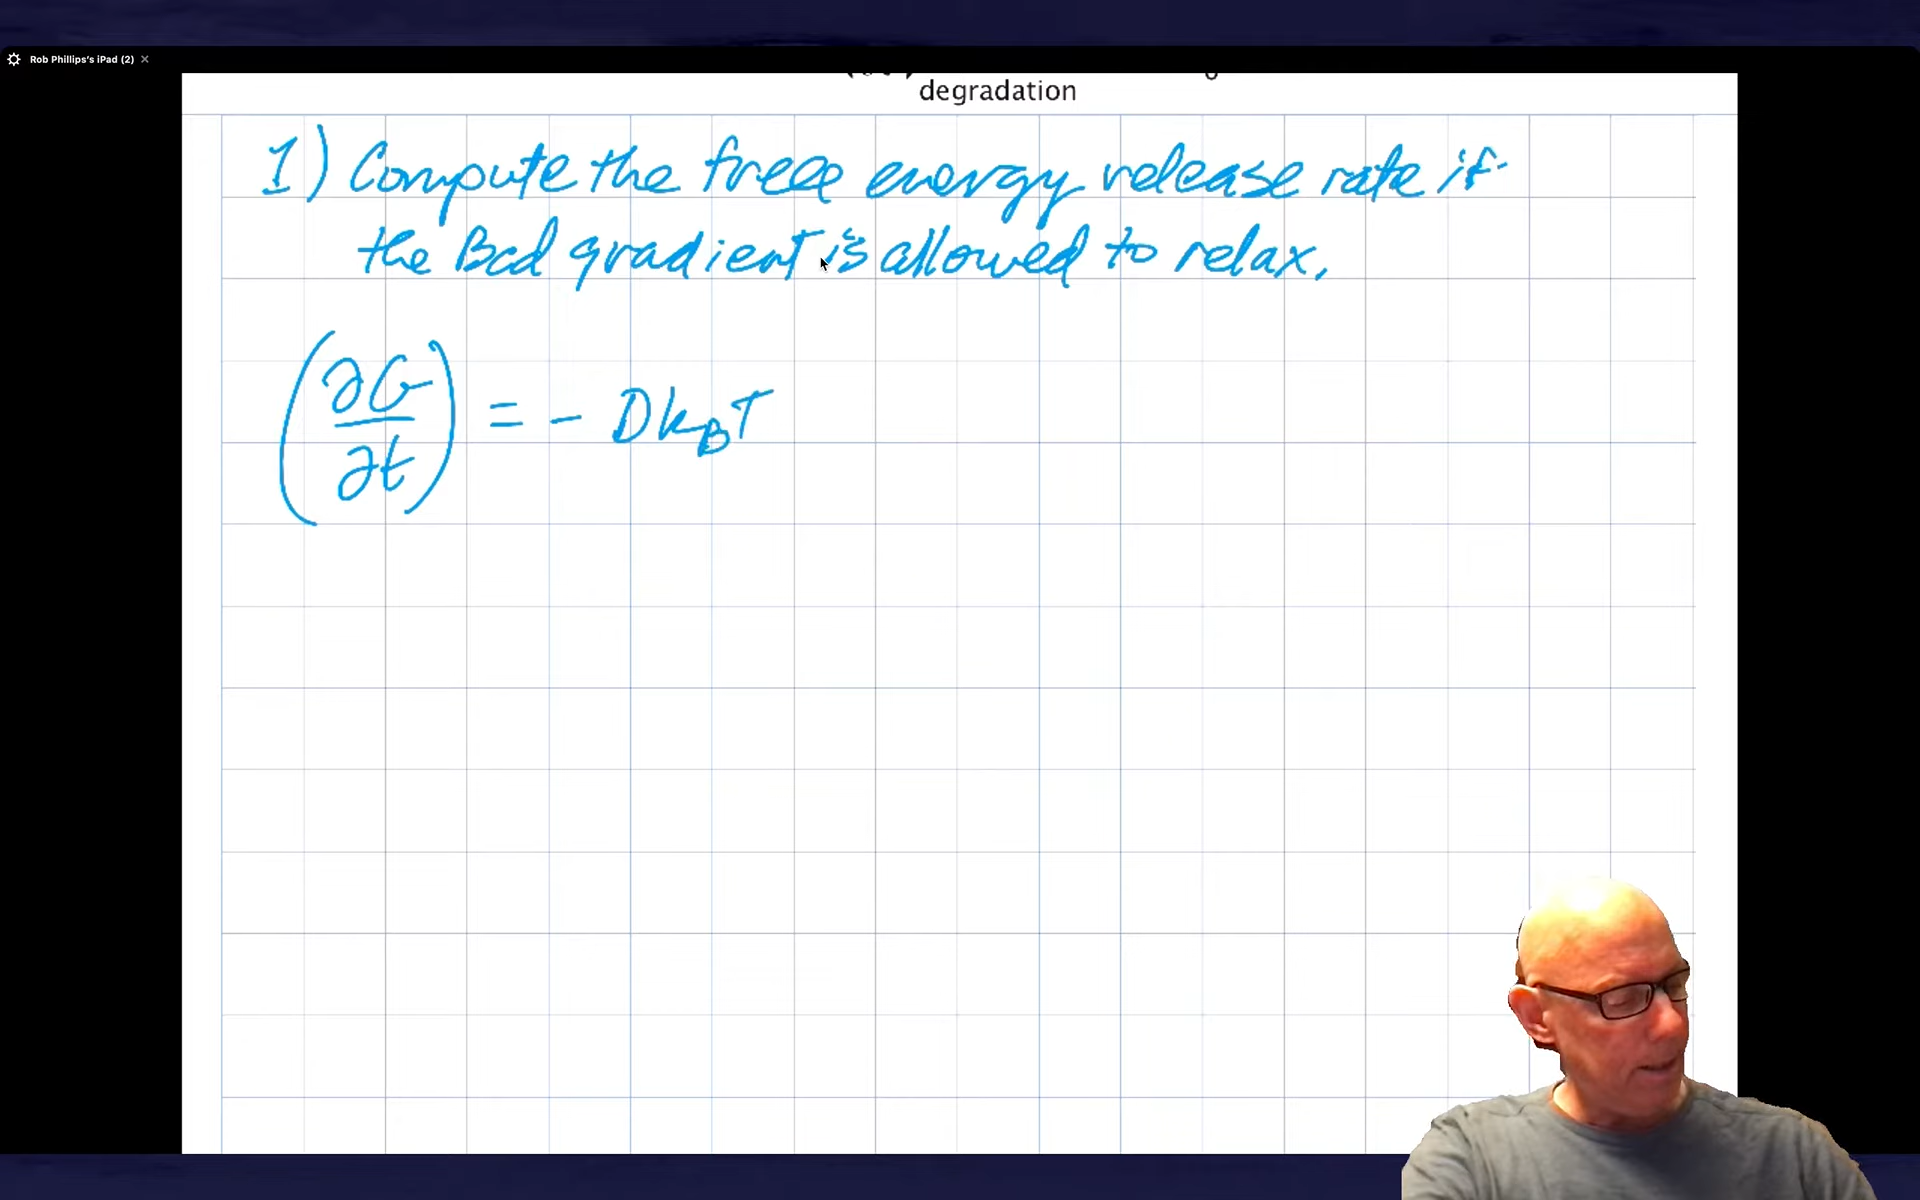 Rob Phillips's iPad (2) ×
degradation
1) Compute the freee energy release rate if
the Bcd gradient is allowed to relax.
(∂G/∂t) = - Dk_BT